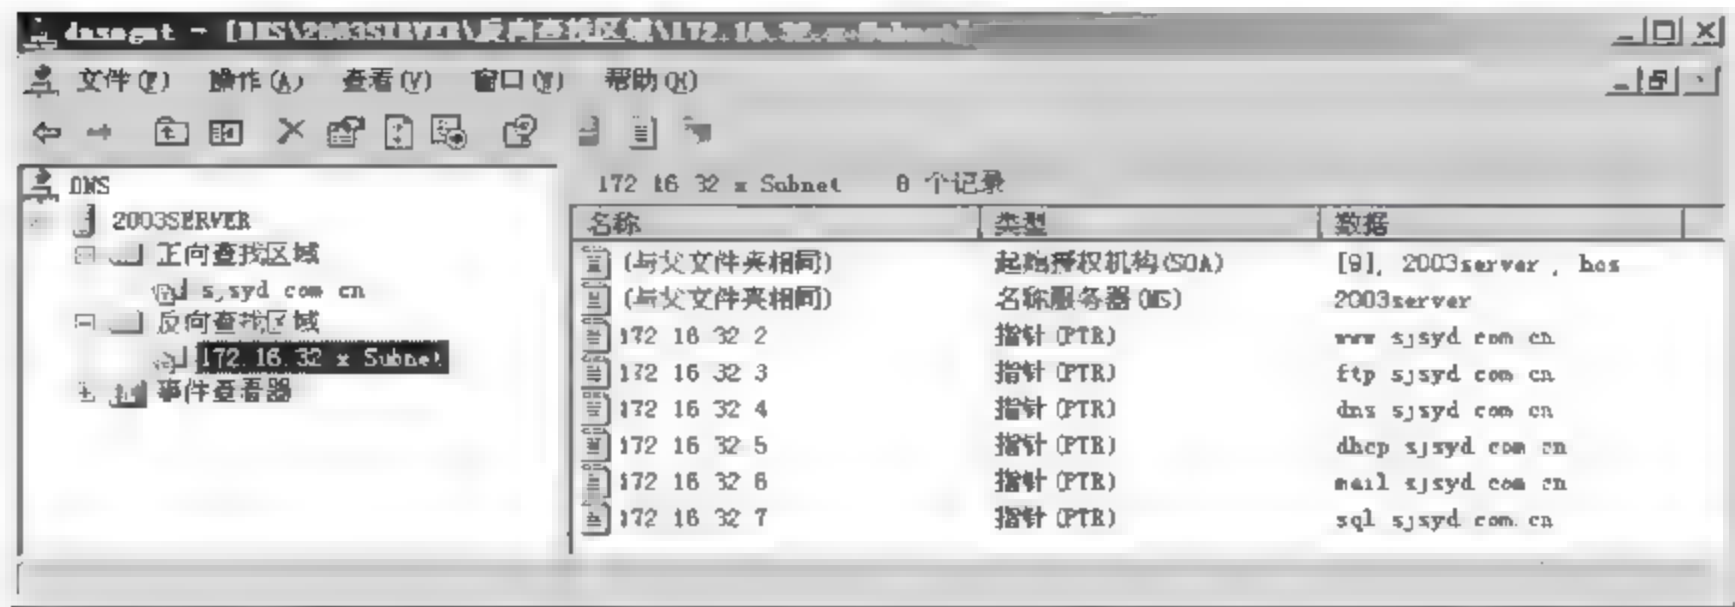 dnsmgmt - [DNS\2003SERVER\反向查找区域\172.16.32.x Subnet]
文件(F) 操作(A) 查看(V) 窗口(W) 帮助(H)
DNS
2003SERVER
正向查找区域
sjsyd com cn
反向查找区域
172.16.32 x Subnet
事件查看器
172 16 32 x Subnet 8 个记录
名称 类型 数据
(与父文件夹相同) 起始授权机构(SOA) [9], 2003server , hos
(与父文件夹相同) 名称服务器(NS) 2003server
172 16 32 2 指针(PTR) www sjsyd com cn
172 16 32 3 指针(PTR) ftp sjsyd com cn
172 16 32 4 指针(PTR) dns sjsyd com cn
172 16 32 5 指针(PTR) dhcp sjsyd com cn
172 16 32 6 指针(PTR) mail sjsyd com cn
172 16 32 7 指针(PTR) sql sjsyd com cn